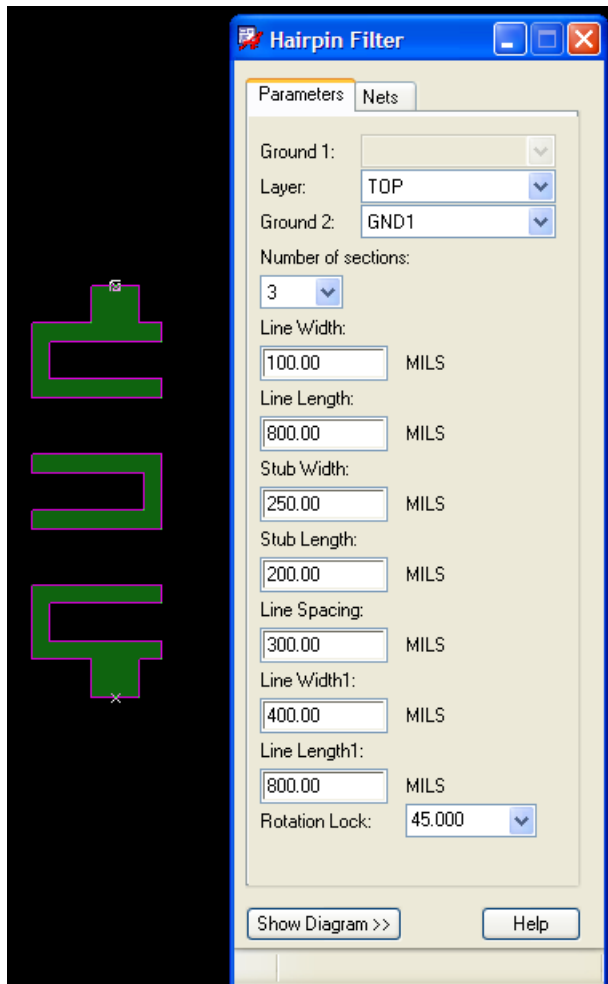 Hairpin Filter
Parameters Nets
Ground 1:
Layer: TOP
Ground 2: GND1
Number of sections:
3
Line Width:
100.00 MILS
Line Length:
800.00 MILS
Stub Width:
250.00 MILS
Stub Length:
200.00 MILS
Line Spacing:
300.00 MILS
Line Width1:
400.00 MILS
Line Length1:
800.00 MILS
Rotation Lock: 45.000
Show Diagram >> Help